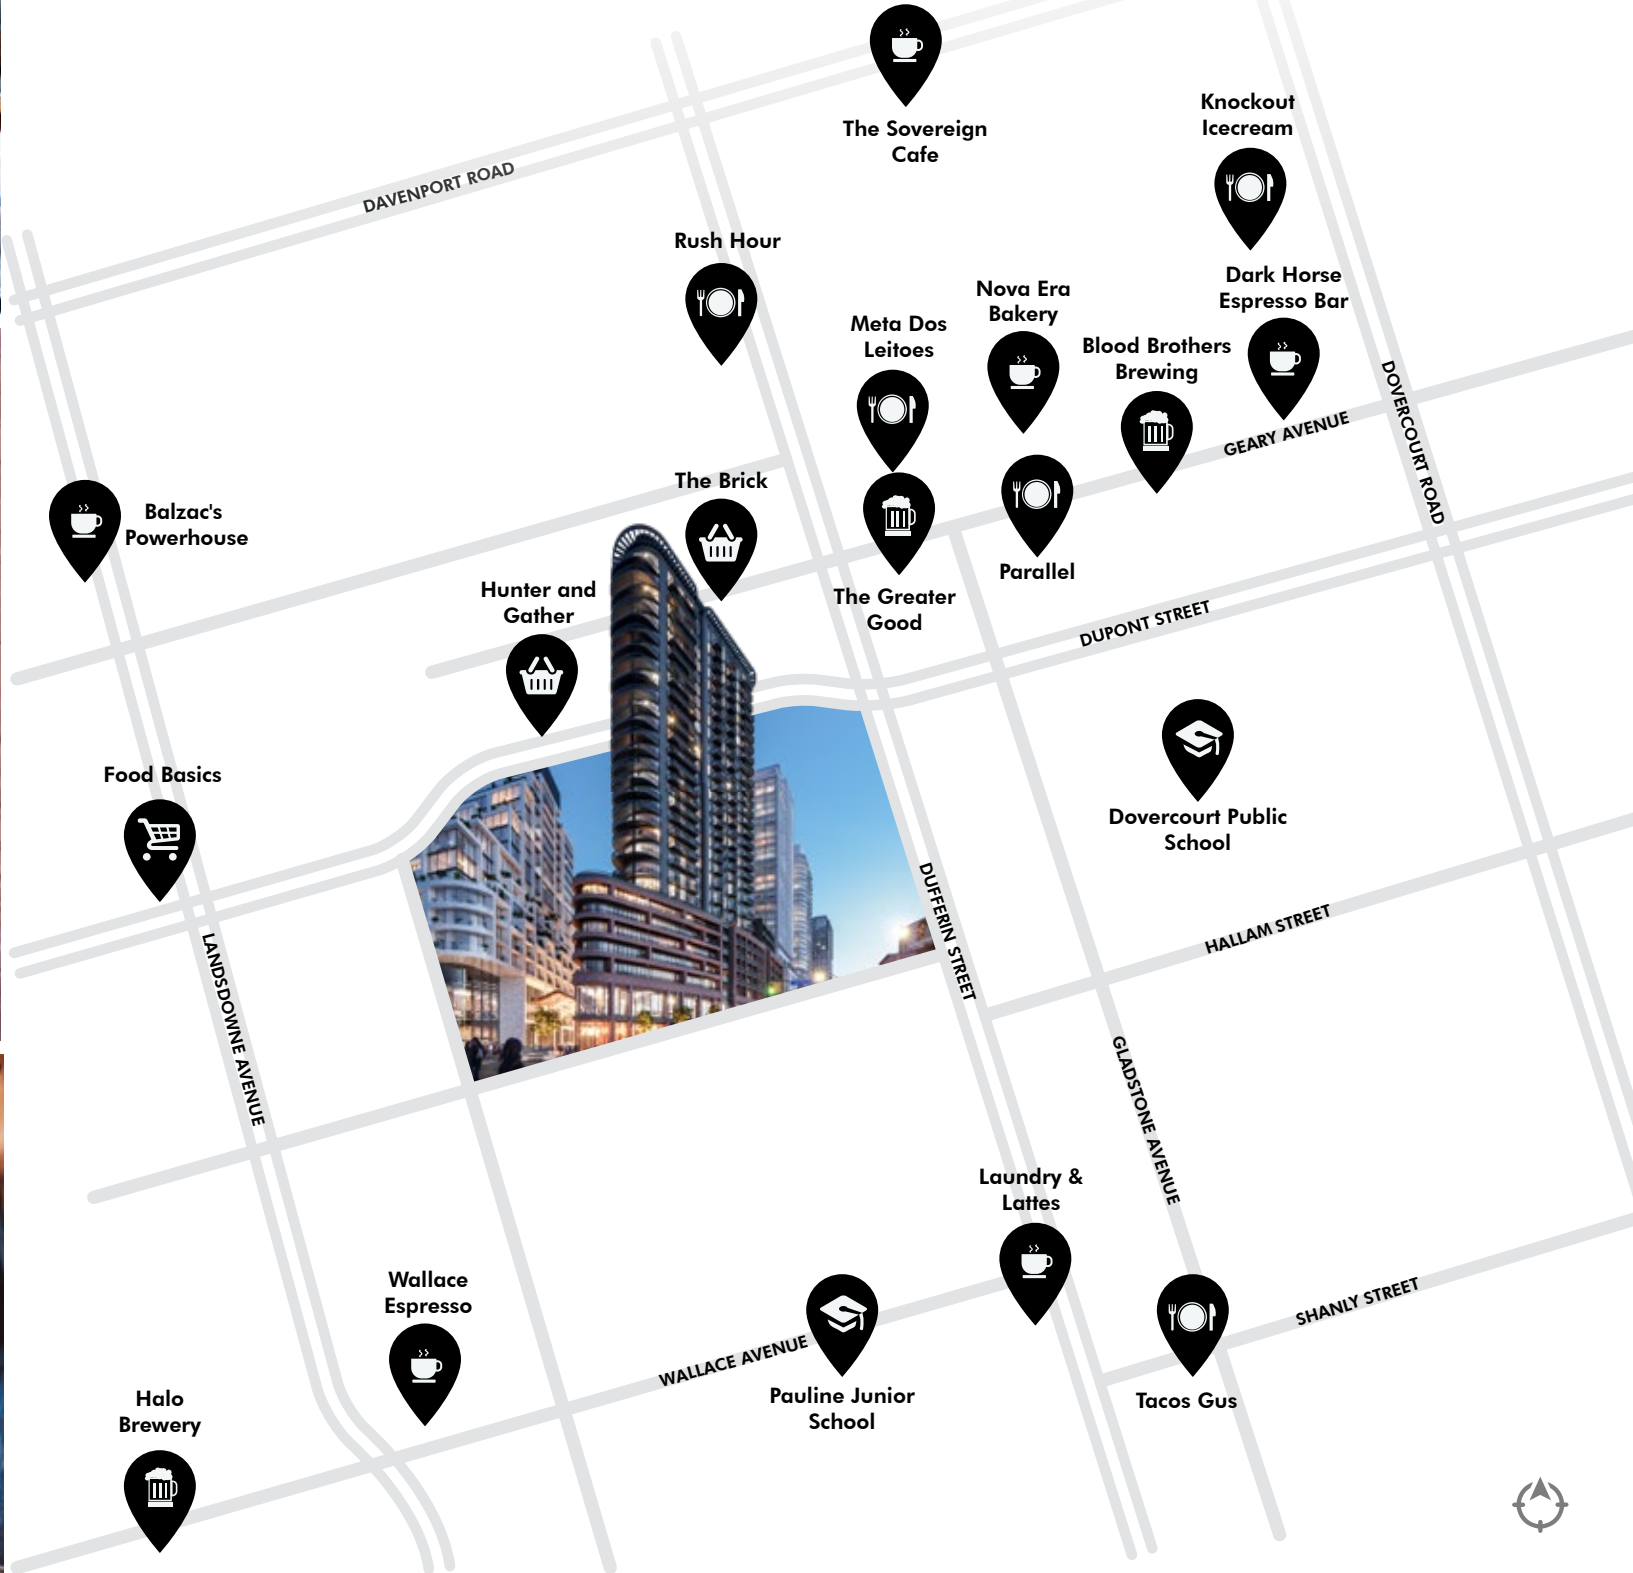 The Sovereign
Cafe
Knockout
Icecream
DAVENPORT ROAD
Rush Hour
Dark Horse
Espresso Bar
Nova Era
Bakery
Meta Dos
Leitoes
Blood Brothers
Brewing
DOVERCOURT ROAD
GEARY AVENUE
The Brick
Balzac's
Powerhouse
Parallel
Hunter and
Gather
The Greater
Good
DUPONT STREET
Food Basics
Dovercourt Public
School
DUFFERIN STREET
HALLAM STREET
LANDSDOWNE AVENUE
GLADSTONE AVENUE
Laundry &
Lattes
Wallace
Espresso
SHANLY STREET
WALLACE AVENUE
Pauline Junior
School
Tacos Gus
Halo
Brewery